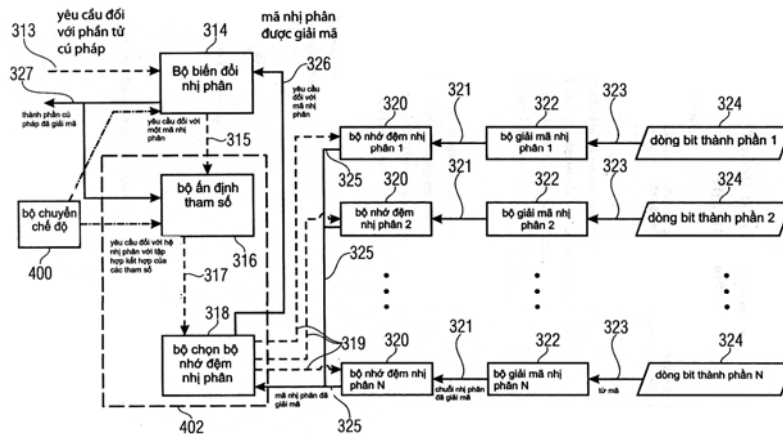 yêu cầu đối
với phần tử
cú pháp
313
327
thành phần cú
pháp đã giải mã
314
Bộ biến đổi
nhị phân
mã nhị phân
được giải mã
326
yêu cầu đối với
một mã nhị
phân
315
yêu cầu đối với
mã nhị phân
bộ ấn định
tham số
316
bộ chuyển
chế độ
400
yêu cầu đối với hệ
nhị phân với tập
hợp kết hợp của
các tham số
317
318
bộ chọn bộ
nhớ đệm
nhị phân
319
402
mã nhị phân đã giải mã
325
320
bộ nhớ đệm nhị
phân 1
321
322
bộ giải mã nhị
phân 1
323
324
dòng bit thành phần 1
325
320
bộ nhớ đệm nhị
phân 2
321
322
bộ giải mã nhị
phân 2
323
324
dòng bit thành phần 2
325
320
bộ nhớ đệm nhị
phân N
321
chuỗi nhị phân
đã giải mã
322
bộ giải mã nhị
phân N
323
từ mã
324
dòng bit thành phần N